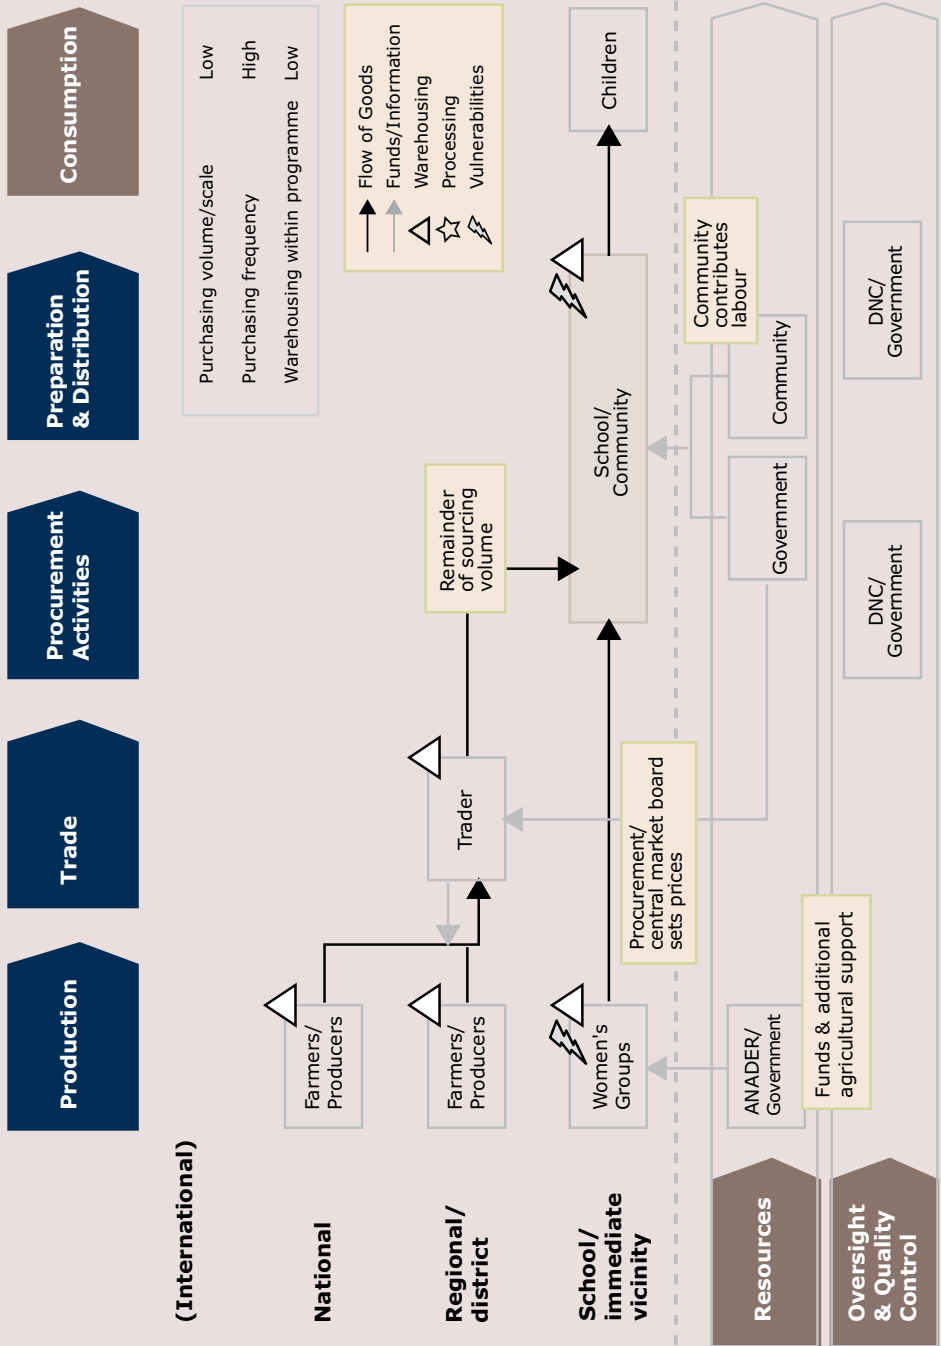 Production
Trade
Procurement
Activities
Preparation
& Distribution
Consumption
(International)
Purchasing volume/scale Low
Purchasing frequency High
Warehousing within programme Low
National
Farmers/
Producers
Flow of Goods
Funds/Information
Warehousing
Processing
Vulnerabilities
Regional/
district
Farmers/
Producers
Trader
Remainder
of sourcing
volume
School/
immediate
vicinity
Women's
Groups
School/
Community
Children
Procurement/
central market board
sets prices
Community
contributes
labour
Resources
ANADER/
Government
Government
Community
Funds & additional
agricultural support
Oversight
& Quality
Control
DNC/
Government
DNC/
Government